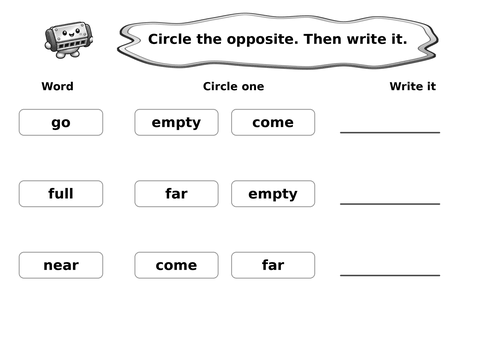 Circle the opposite. Then write it.
Word Circle one Write it
go empty come
full far empty
near come far